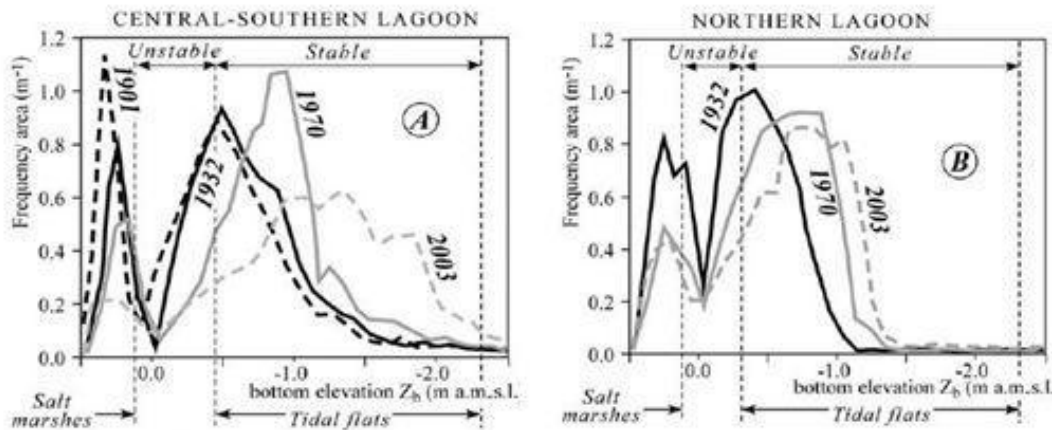 CENTRAL-SOUTHERN LAGOON
Frequency area (m⁻¹)
1.2
1.0
0.8
0.6
0.4
0.2
0.0
Unstable
Stable
1901
1932
1970
2003
A
0.0
-1.0
-2.0
bottom elevation Z_b (m a.m.s.l.
Salt marshes
Tidal flats
NORTHERN LAGOON
Frequency area (m⁻¹)
1.2
1.0
0.8
0.6
0.4
0.2
0.0
Unstable
Stable
1932
1970
2003
B
0.0
-1.0
-2.0
bottom elevation Z_b (m a.m.s.l.
Salt marshes
Tidal flats